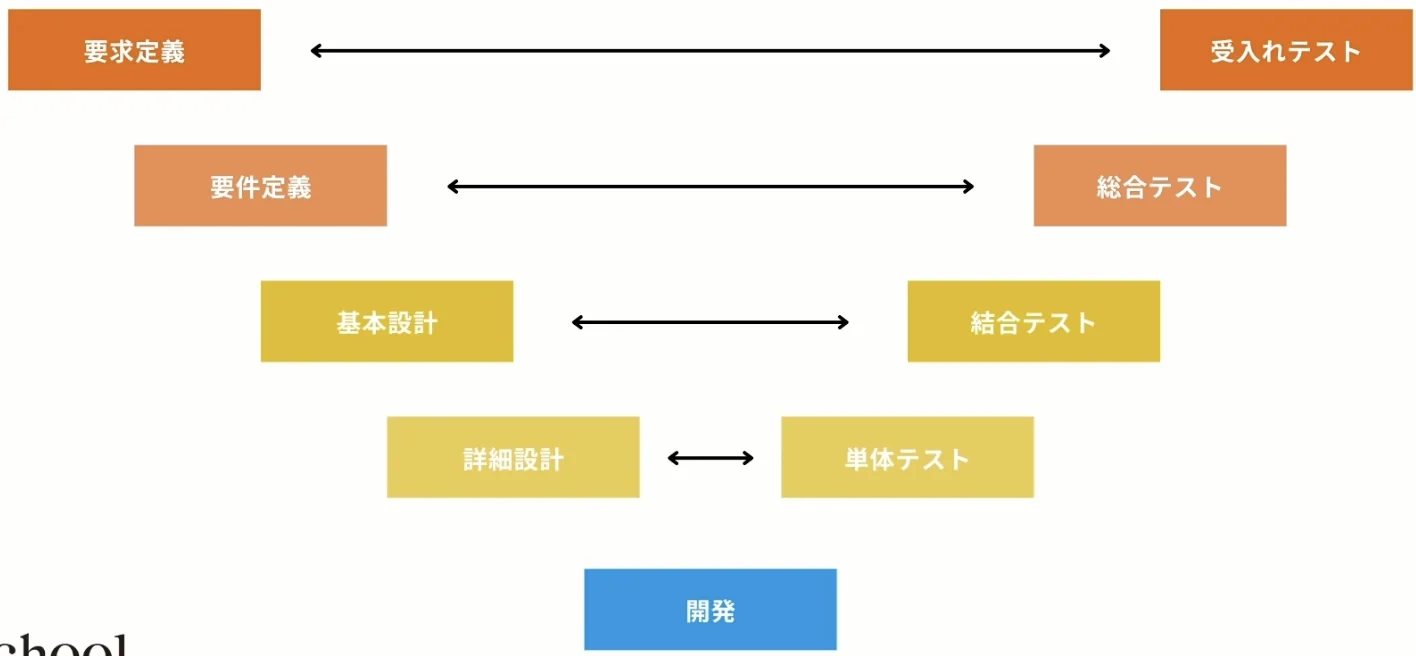 要求定義
受入れテスト
要件定義
総合テスト
基本設計
結合テスト
詳細設計
単体テスト
開発